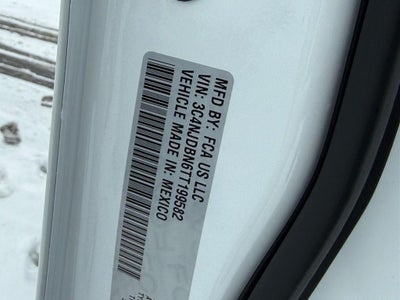 MFD BY: FCA US LLC
VIN: 3C4NJDBN6TT199582
VEHICLE MADE IN: MEXICO